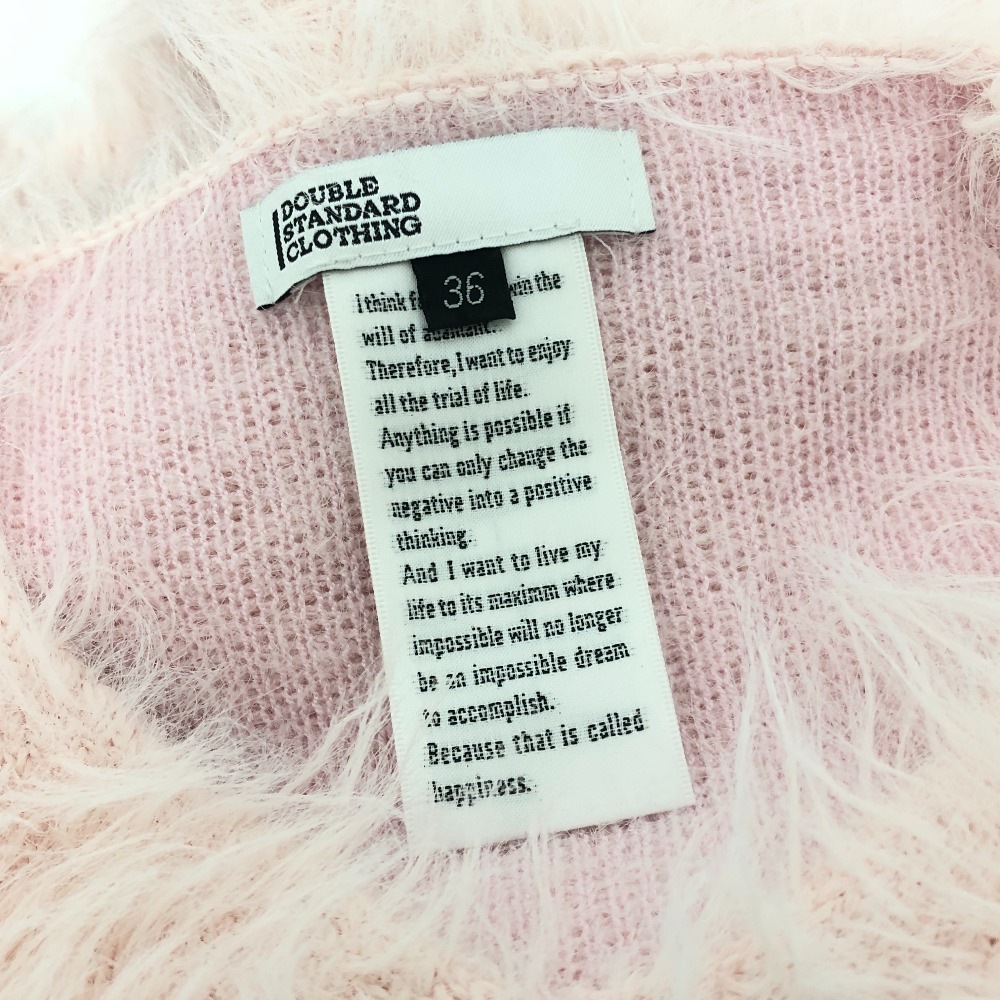 DOUBLE
STANDARD
CLOTHING
36
I think win the
will of adamant.
Therefore, I want to enjoy
all the trial of life.
Anything is possible if
you can only change the
negative into a positive
thinking.
And I want to live my
life to its maximm where
impossible will no longer
be an impossible dream
to accomplish.
Because that is called
happiness.